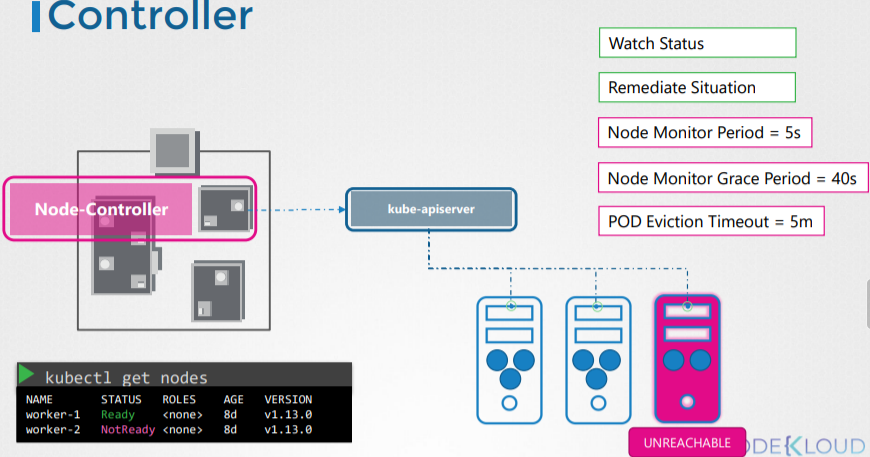 Controller
Watch Status
Remediate Situation
Node Monitor Period = 5s
Node Monitor Grace Period = 40s
POD Eviction Timeout = 5m
Node-Controller
kube-apiserver
kubectl get nodes
NAME STATUS ROLES AGE VERSION
worker-1 Ready <none> 8d v1.13.0
worker-2 NotReady <none> 8d v1.13.0
UNREACHABLE
ODEKLOUD